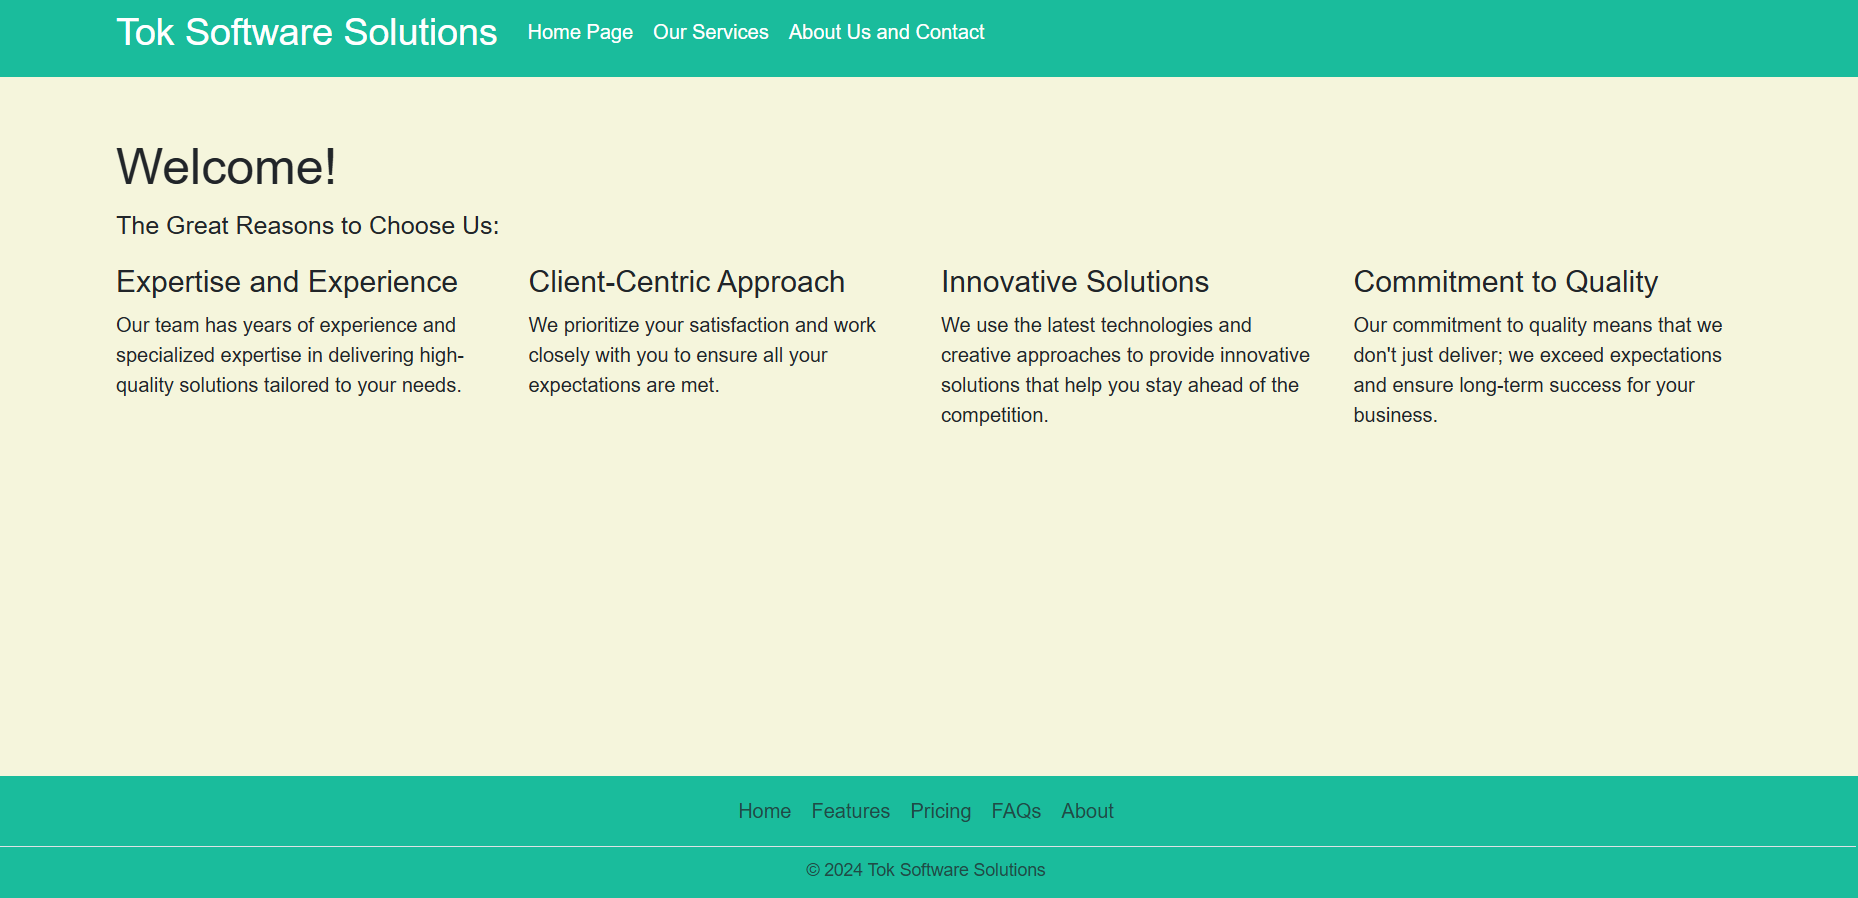 Tok Software Solutions Home Page Our Services About Us and Contact
Welcome!
The Great Reasons to Choose Us:
Expertise and Experience
Our team has years of experience and
specialized expertise in delivering high-
quality solutions tailored to your needs.
Client-Centric Approach
We prioritize your satisfaction and work
closely with you to ensure all your
expectations are met.
Innovative Solutions
We use the latest technologies and
creative approaches to provide innovative
solutions that help you stay ahead of the
competition.
Commitment to Quality
Our commitment to quality means that we
don't just deliver; we exceed expectations
and ensure long-term success for your
business.
Home Features Pricing FAQs About
© 2024 Tok Software Solutions